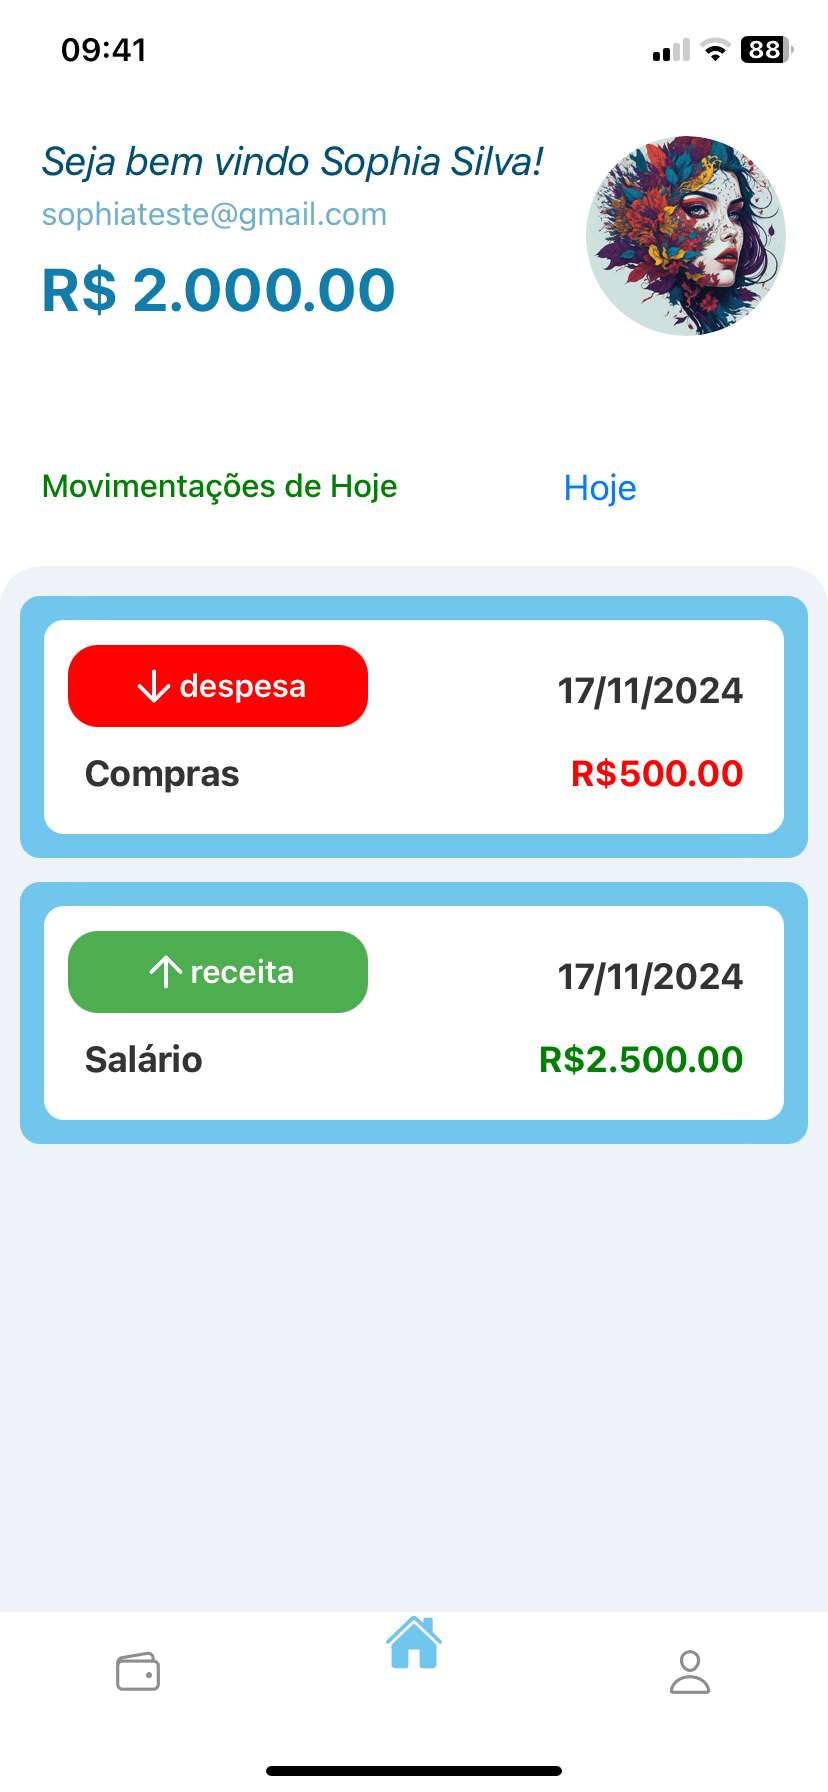 09:41
88
Seja bem vindo Sophia Silva!
sophiateste@gmail.com
R$ 2.000.00
Movimentações de Hoje
Hoje
despesa
17/11/2024
Compras
R$500.00
receita
17/11/2024
Salário
R$2.500.00